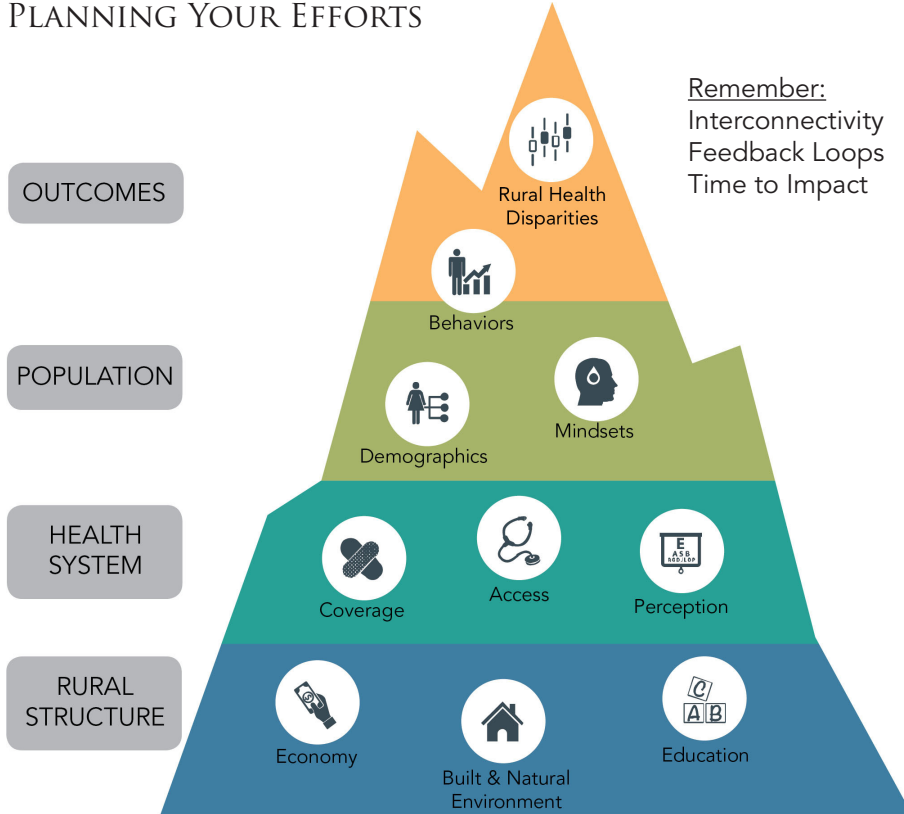 PLANNING YOUR EFFORTS
Remember:
Interconnectivity
Feedback Loops
Time to Impact
OUTCOMES
Rural Health
Disparities
Behaviors
POPULATION
Demographics
Mindsets
HEALTH
SYSTEM
Coverage
Access
E
ASB
Perception
RURAL
STRUCTURE
Economy
Built & Natural
Environment
C
A B
Education